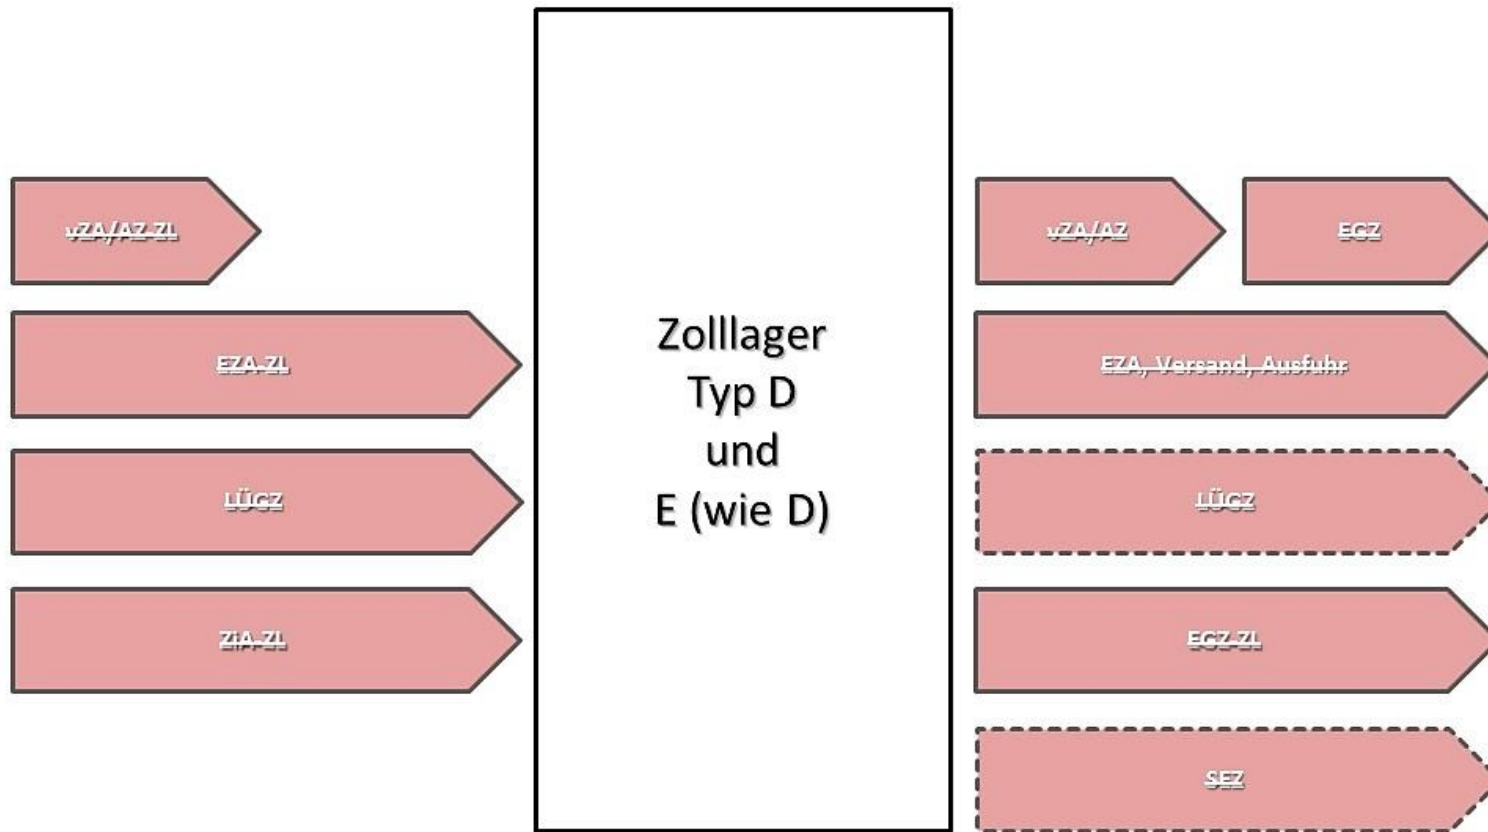 vZA/AZ-ZL
EZA-ZL
LÜGZ
ZiA-ZL
Zolllager
Typ D
und
E (wie D)
vZA/AZ
EGZ
EZA, Versand, Ausfuhr
LÜGZ
EGZ-ZL
SEZ